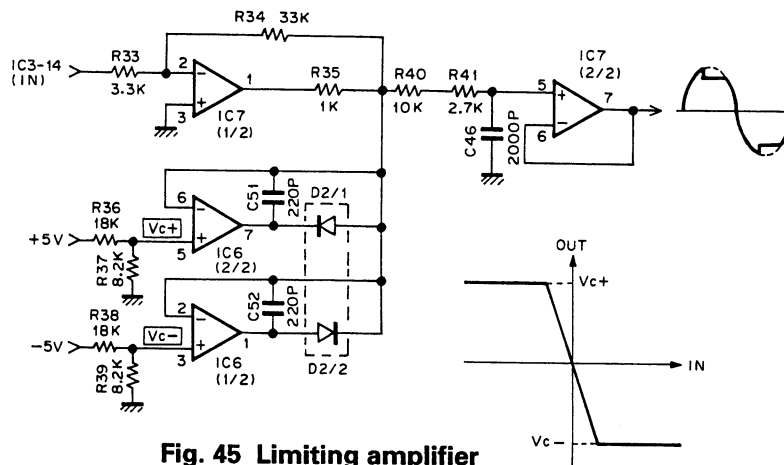 R34 33K
IC3-14
(IN)
R33
3.3K
2
-
+
3
1
IC7
(1/2)
R35
1K
R40
10K
R41
2.7K
C46
2000P
IC7
(2/2)
5
+
-
6
7
+5V
R36
18K
R37
8.2K
Vc+
6
-
5
+
7
IC6
(2/2)
C51
220P
D2/1
-5V
R38
18K
R39
8.2K
Vc-
2
-
3
+
1
IC6
(1/2)
C52
220P
D2/2
OUT
Vc+
IN
Vc-
Fig. 45 Limiting amplifier